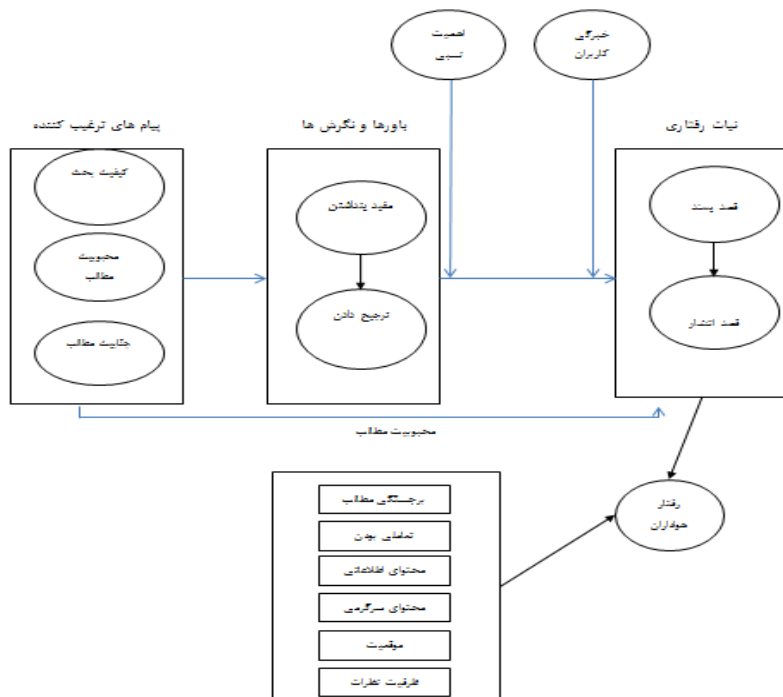 اهمیت
نسبی
خبرگی
کاربران
پیام های ترغیب کننده
باورها و نگرش ها
نیات رفتاری
کیفیت بحث
محبوبیت
مطالب
جذابیت مطالب
مفید پنداشتن
ترجیح دادن
قصد پسند
قصد انتشار
محبوبیت مطالب
برجستگی مطالب
تعاملی بودن
محتوای اطلاعاتی
محتوای سرگرمی
موقعیت
ظرفیت نظرات
رفتار
هواداران